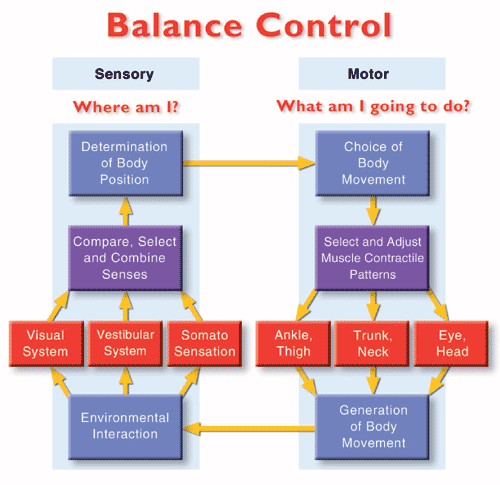 Balance Control
Sensory
Motor
Where am I?
What am I going to do?
Determination
of Body
Position
Choice of
Body
Movement
Compare, Select
and Combine
Senses
Select and Adjust
Muscle Contractile
Patterns
Visual
System
Vestibular
System
Somato
Sensation
Ankle,
Thigh
Trunk,
Neck
Eye,
Head
Environmental
Interaction
Generation
of Body
Movement